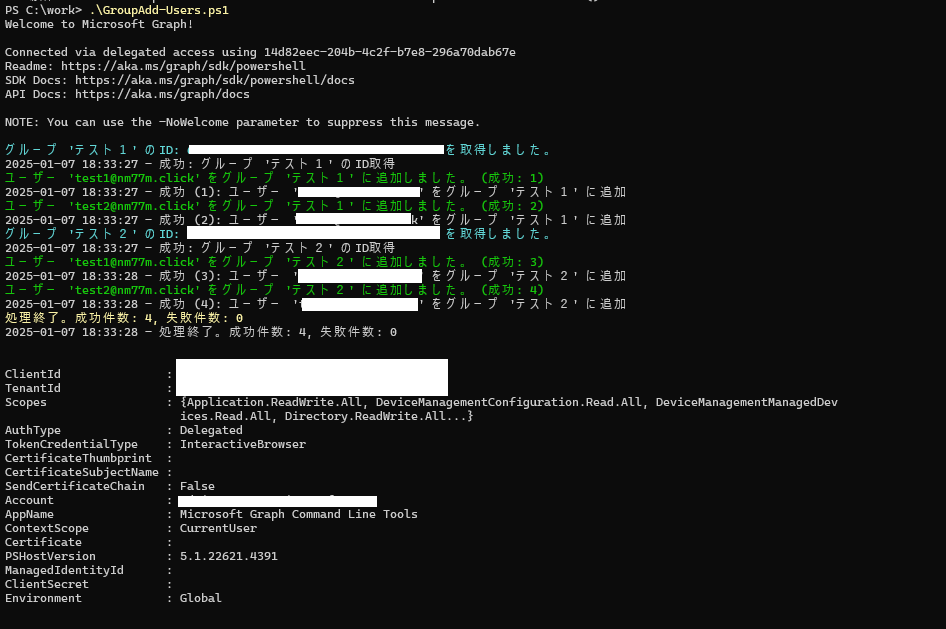 PS C:\work> .\GroupAdd-Users.ps1
Welcome to Microsoft Graph!
Connected via delegated access using 14d82eec-204b-4c2f-b7e8-296a70dab67e
Readme: https://aka.ms/graph/sdk/powershell
SDK Docs: https://aka.ms/graph/sdk/powershell/docs
API Docs: https://aka.ms/graph/docs
NOTE: You can use the -NoWelcome parameter to suppress this message.
グループ 'テスト１' のID: を取得しました。
2025-01-07 18:33:27 - 成功: グループ 'テスト１' のID取得
ユーザー 'test1@nm77m.click' をグループ 'テスト１' に追加しました。 (成功: 1)
2025-01-07 18:33:27 - 成功 (1): ユーザー '' をグループ 'テスト１' に追加
ユーザー 'test2@nm77m.click' をグループ 'テスト１' に追加しました。 (成功: 2)
2025-01-07 18:33:27 - 成功 (2): ユーザー 'k' をグループ 'テスト１' に追加
グループ 'テスト２' のID: を取得しました。
2025-01-07 18:33:27 - 成功: グループ 'テスト２' のID取得
ユーザー 'test1@nm77m.click' をグループ 'テスト２' に追加しました。 (成功: 3)
2025-01-07 18:33:28 - 成功 (3): ユーザー '' をグループ 'テスト２' に追加
ユーザー 'test2@nm77m.click' をグループ 'テスト２' に追加しました。 (成功: 4)
2025-01-07 18:33:28 - 成功 (4): ユーザー '' をグループ 'テスト２' に追加
処理終了。成功件数: 4, 失敗件数: 0
2025-01-07 18:33:28 - 処理終了。成功件数: 4, 失敗件数: 0
ClientId :
TenantId :
Scopes : {Application.ReadWrite.All, DeviceManagementConfiguration.Read.All, DeviceManagementManagedDev
ices.Read.All, Directory.ReadWrite.All...}
AuthType : Delegated
TokenCredentialType : InteractiveBrowser
CertificateThumbprint :
CertificateSubjectName :
SendCertificateChain : False
Account :
AppName : Microsoft Graph Command Line Tools
ContextScope : CurrentUser
Certificate :
PSHostVersion : 5.1.22621.4391
ManagedIdentityId :
ClientSecret :
Environment : Global